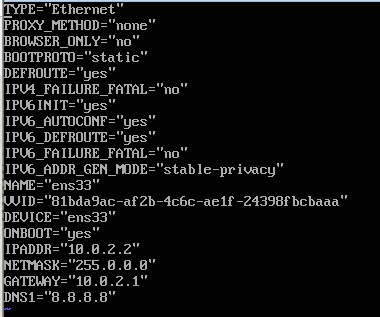 TYPE="Ethernet"
PROXY_METHOD="none"
BROWSER_ONLY="no"
BOOTPROTO="static"
DEFROUTE="yes"
IPV4_FAILURE_FATAL="no"
IPV6INIT="yes"
IPV6_AUTOCONF="yes"
IPV6_DEFROUTE="yes"
IPV6_FAILURE_FATAL="no"
IPV6_ADDR_GEN_MODE="stable-privacy"
NAME="ens33"
UUID="81bda9ac-af2b-4c6c-ae1f-24398fbcbaaa"
DEVICE="ens33"
ONBOOT="yes"
IPADDR="10.0.2.2"
NETMASK="255.0.0.0"
GATEWAY="10.0.2.1"
DNS1="8.8.8.8"
~